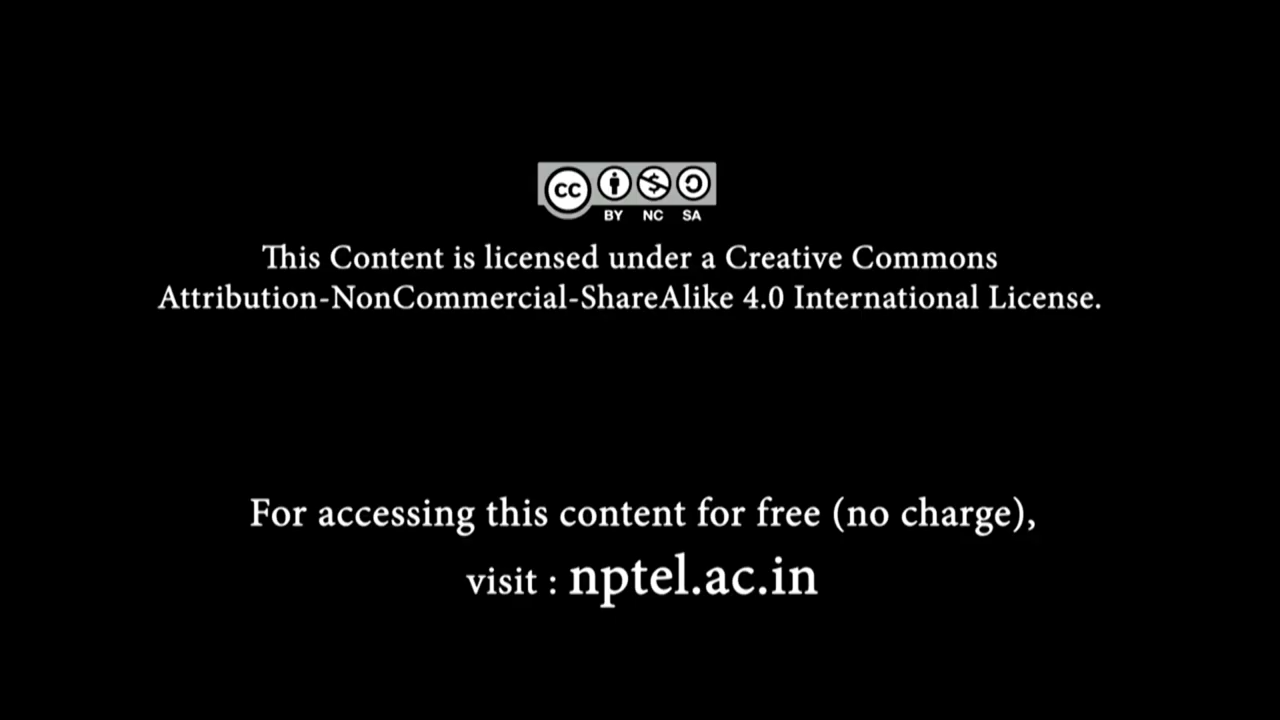 cc
BY NC SA
This Content is licensed under a Creative Commons
Attribution-NonCommercial-ShareAlike 4.0 International License.
For accessing this content for free (no charge),
visit : nptel.ac.in